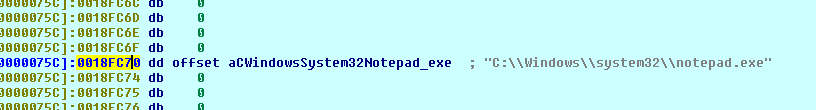 0000075C]:0018FC6C db    0
0000075C]:0018FC6D db    0
0000075C]:0018FC6E db    0
0000075C]:0018FC6F db    0
0000075C]:0018FC70 dd offset aCWindowsSystem32Notepad_exe  ; "C:\\Windows\\system32\\notepad.exe"
0000075C]:0018FC74 db    0
0000075C]:0018FC75 db    0
0000075C]:0018FC76 db    0